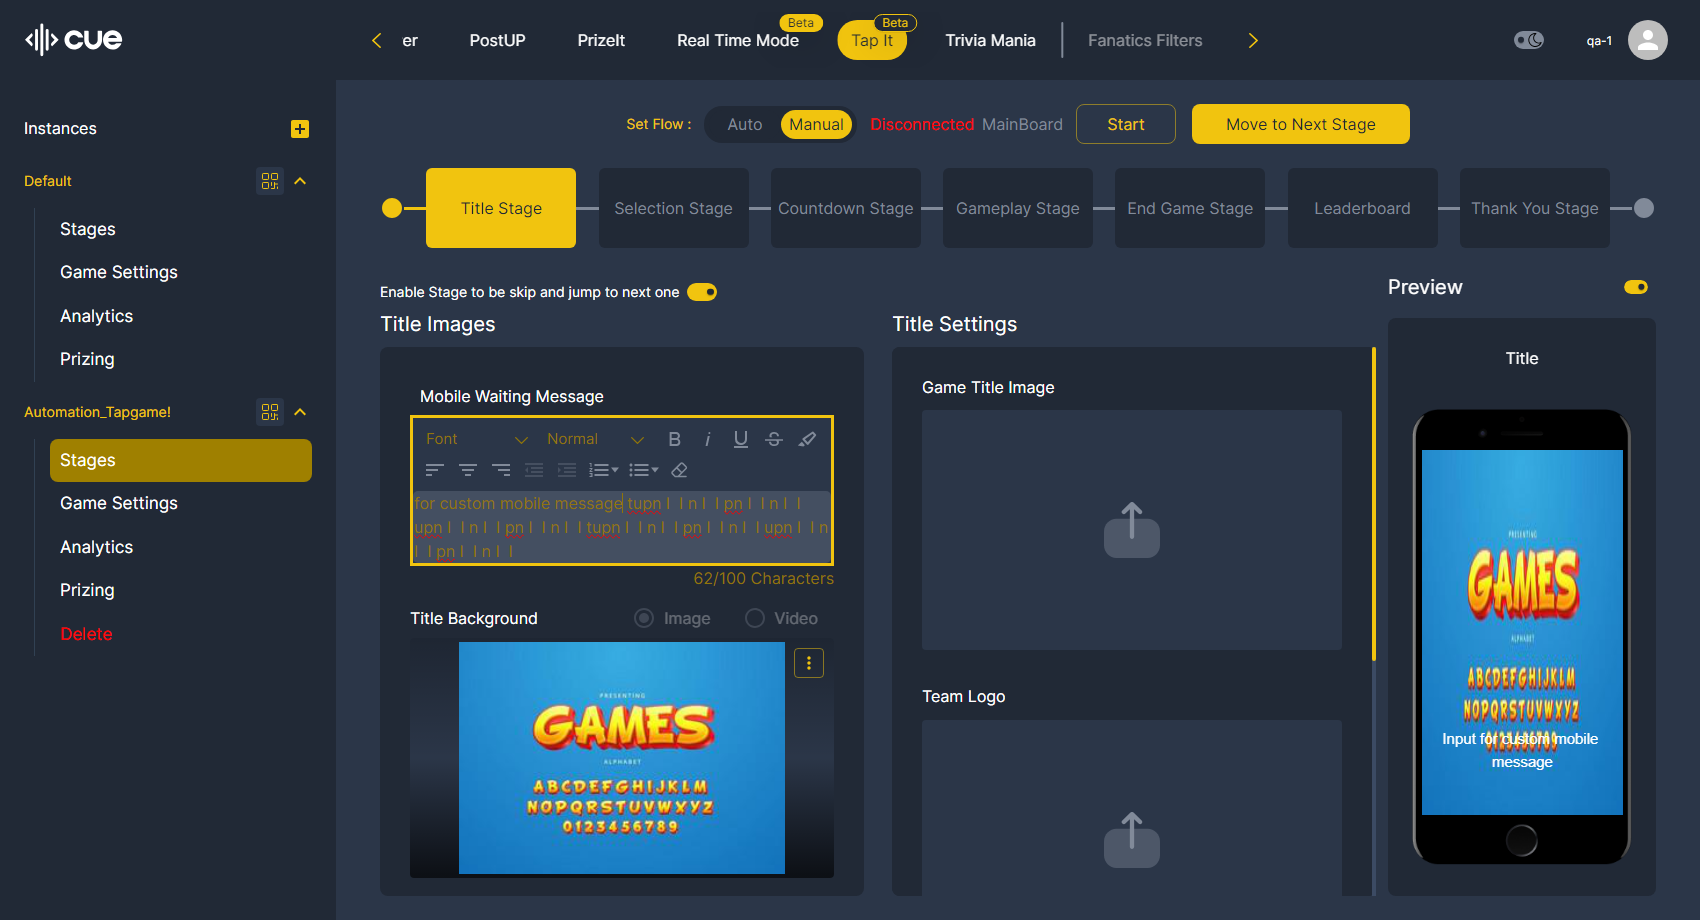 cue
er
PostUP
PrizeIt
Real Time Mode
Beta
Tap It
Beta
Trivia Mania
Fanatics Filters
qa-1
Instances
Default
Stages
Game Settings
Analytics
Prizing
Automation_Tapgame!
Stages
Game Settings
Analytics
Prizing
Delete
Set Flow :
Auto
Manual
Disconnected MainBoard
Start
Move to Next Stage
Title Stage
Selection Stage
Countdown Stage
Gameplay Stage
End Game Stage
Leaderboard
Thank You Stage
Enable Stage to be skip and jump to next one
Title Images
Mobile Waiting Message
Font
Normal
B i U S
for custom mobile message tupn l l n l l pn l l n l l
upn l l n l l pn l l n l l tupn l l n l l pn l l n l l upn l l n
l l pn l l n l l
62/100 Characters
Title Background
Image
Video
PRESENTING
GAMES
ALPHABET
ABCDEFGHIJKLM
NOPQRSTUVWXYZ
0123456789
Title Settings
Game Title Image
Team Logo
Preview
Title
PRESENTING
GAMES
ALPHABET
ABCDEFGHIJKLM
NOPQRSTUVWXYZ
0123456789
Input for custom mobile
message